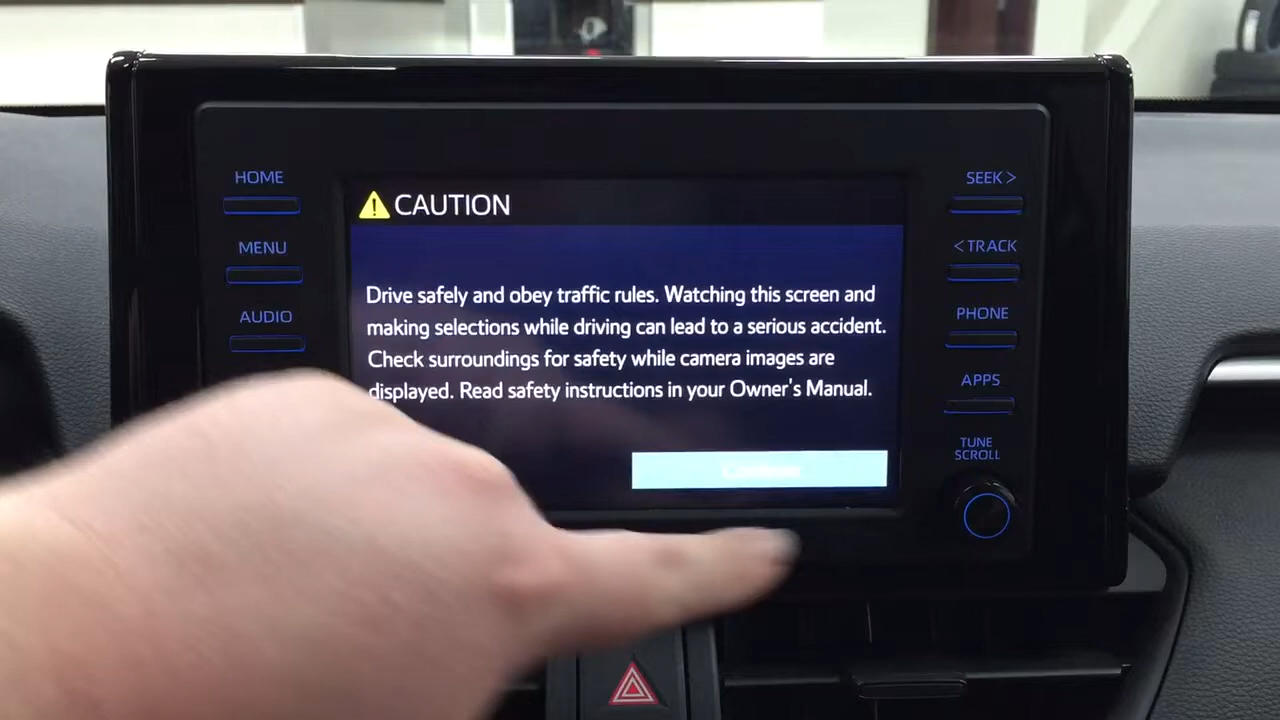 HOME
MENU
AUDIO
CAUTION
Drive safely and obey traffic rules. Watching this screen and
making selections while driving can lead to a serious accident.
Check surroundings for safety while camera images are
displayed. Read safety instructions in your Owner's Manual.
Continue
SEEK >
< TRACK
PHONE
APPS
TUNE
SCROLL